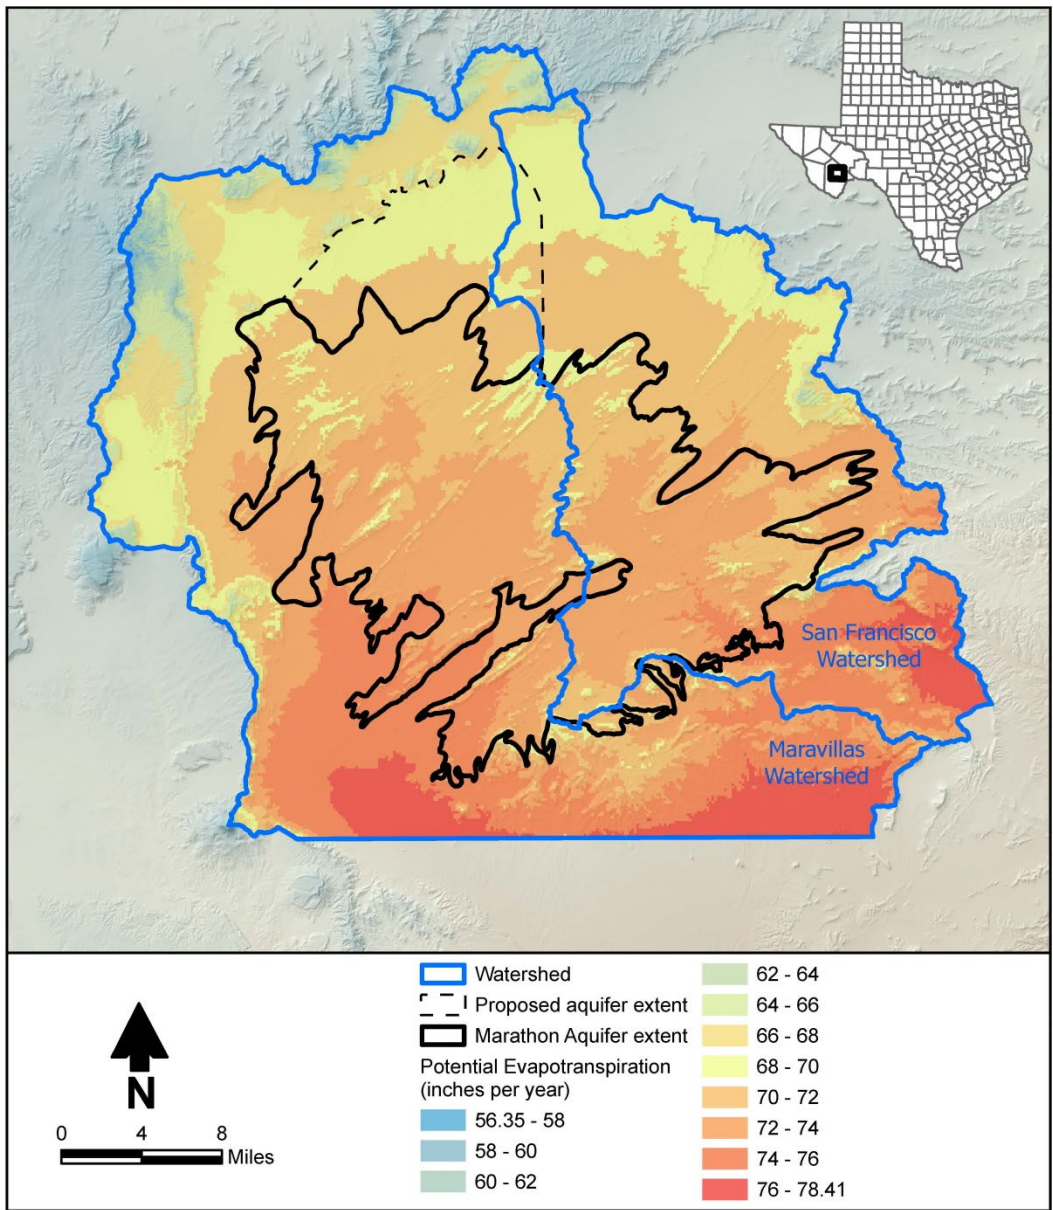 San Francisco
Watershed
Maravillas
Watershed
N
0 4 8
Miles
Watershed
Proposed aquifer extent
Marathon Aquifer extent
Potential Evapotranspiration
(inches per year)
56.35 - 58
58 - 60
60 - 62
62 - 64
64 - 66
66 - 68
68 - 70
70 - 72
72 - 74
74 - 76
76 - 78.41